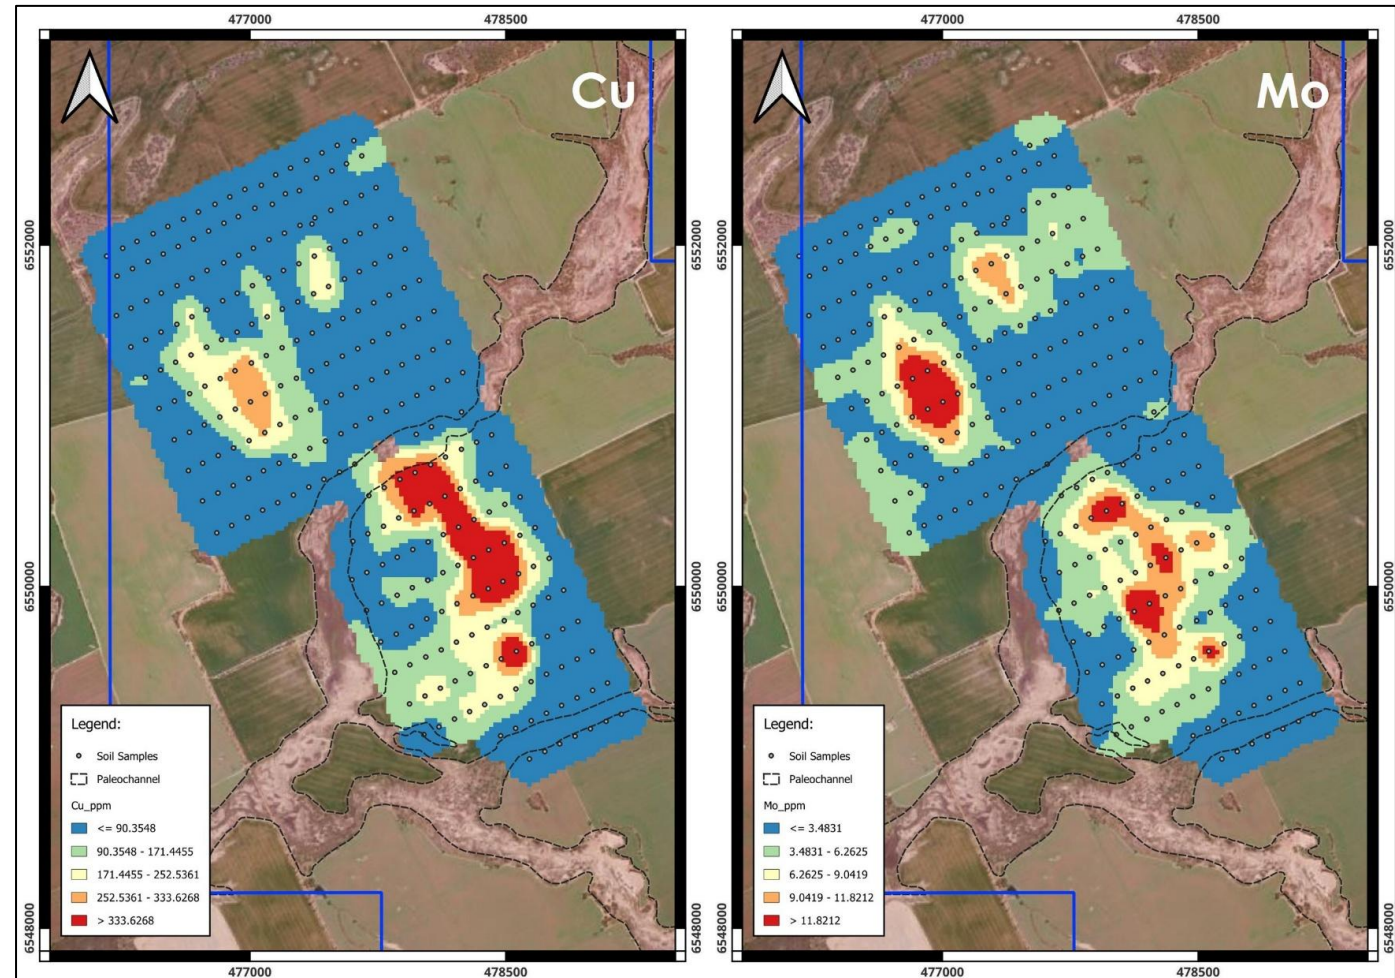 477000
478500
477000
478500
Cu
Mo
6552000
6552000
6552000
6552000
6550000
6550000
6550000
6550000
Legend:
Soil Samples
Paleochannel
Cu_ppm
<= 90.3548
90.3548 - 171.4455
171.4455 - 252.5361
252.5361 - 333.6268
> 333.6268
Legend:
Soil Samples
Paleochannel
Mo_ppm
<= 3.4831
3.4831 - 6.2625
6.2625 - 9.0419
9.0419 - 11.8212
> 11.8212
6548000
6548000
6548000
6548000
477000
478500
477000
478500